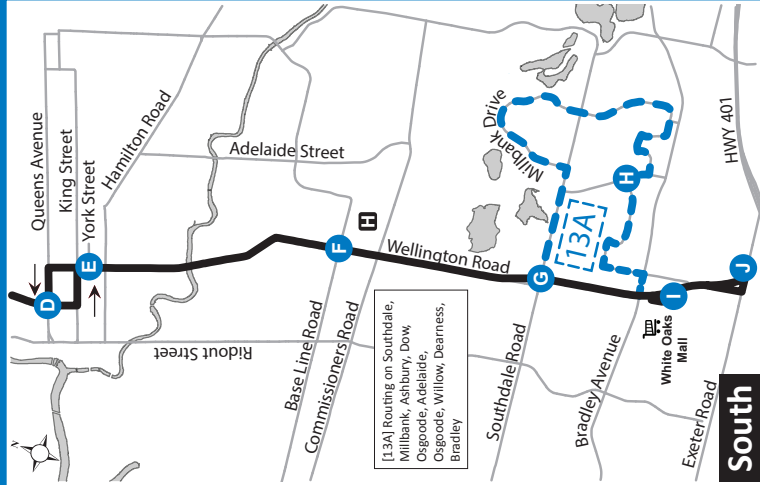 N
Queens Avenue
D
King Street
York Street
E
Hamilton Road
Adelaide Street
Ridout Street
F
H
Base Line Road
Commissioners Road
Wellington Road
Millbank Drive
[13A]
G
H
[13A] Routing on Southdale,
Millbank, Ashbury, Dow,
Osgoode, Adelaide,
Osgoode, Willow, Dearness,
Bradley
Southdale Road
Bradley Avenue
I
White Oaks
Mall
HWY 401
J
Exeter Road
South